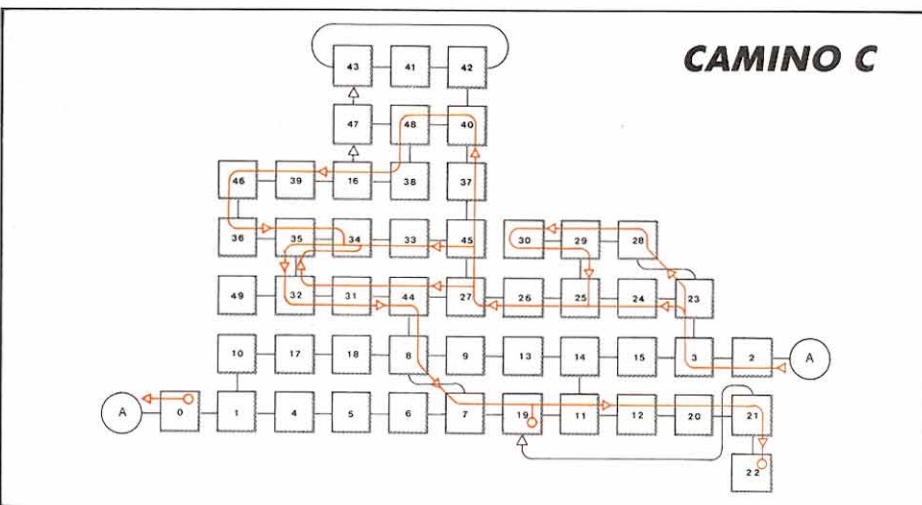 CAMINO C
43 41 42
47 48 40
46 39 16 38 37
36 35 34 33 45 30 29 28
49 32 31 44 27 26 25 24 23
10 17 18 8 9 13 14 15 3 2 A
A 0 1 4 5 6 7 19 11 12 20 21
22